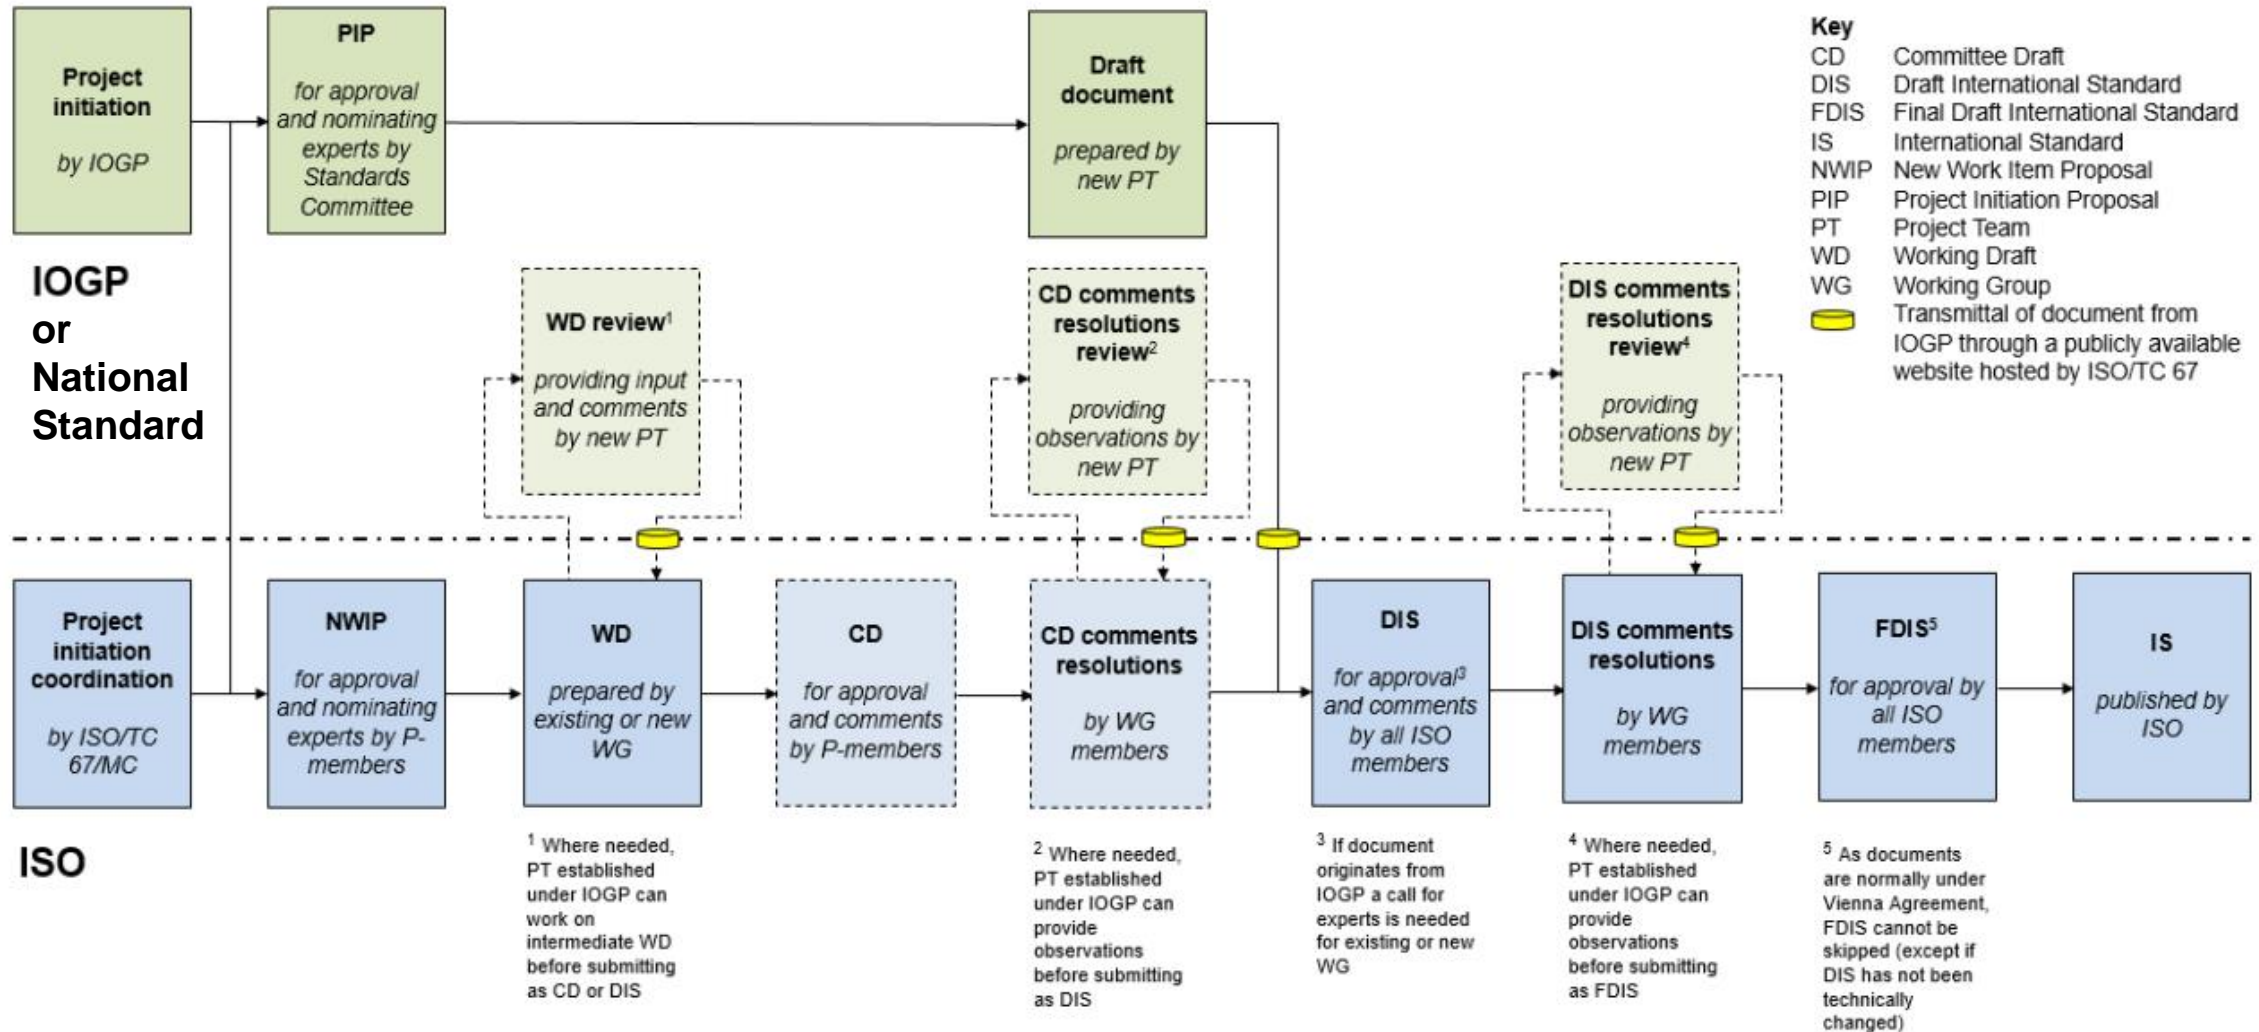 Project
initiation
by IOGP
PIP
for approval
and nominating
experts by
Standards
Committee
Draft
document
prepared by
new PT
Key
CD Committee Draft
DIS Draft International Standard
FDIS Final Draft International Standard
IS International Standard
NWIP New Work Item Proposal
PIP Project Initiation Proposal
PT Project Team
WD Working Draft
WG Working Group
Transmittal of document from
IOGP through a publicly available
website hosted by ISO/TC 67
IOGP
or
National
Standard
WD review¹
providing input
and comments
by new PT
CD comments
resolutions
review²
providing
observations by
new PT
DIS comments
resolutions
review⁴
providing
observations by
new PT
Project
initiation
coordination
by ISO/TC
67/MC
NWIP
for approval
and nominating
experts by P-
members
WD
prepared by
existing or new
WG
CD
for approval
and comments
by P-members
CD comments
resolutions
by WG
members
DIS
for approval³
and comments
by all ISO
members
DIS comments
resolutions
by WG
members
FDIS⁵
for approval by
all ISO
members
IS
published by
ISO
ISO
¹ Where needed,
PT established
under IOGP can
work on
intermediate WD
before submitting
as CD or DIS
² Where needed,
PT established
under IOGP can
provide
observations
before submitting
as DIS
³ If document
originates from
IOGP a call for
experts is needed
for existing or new
WG
⁴ Where needed,
PT established
under IOGP can
provide
observations
before submitting
as FDIS
⁵ As documents
are normally under
Vienna Agreement,
FDIS cannot be
skipped (except if
DIS has not been
technically
changed)